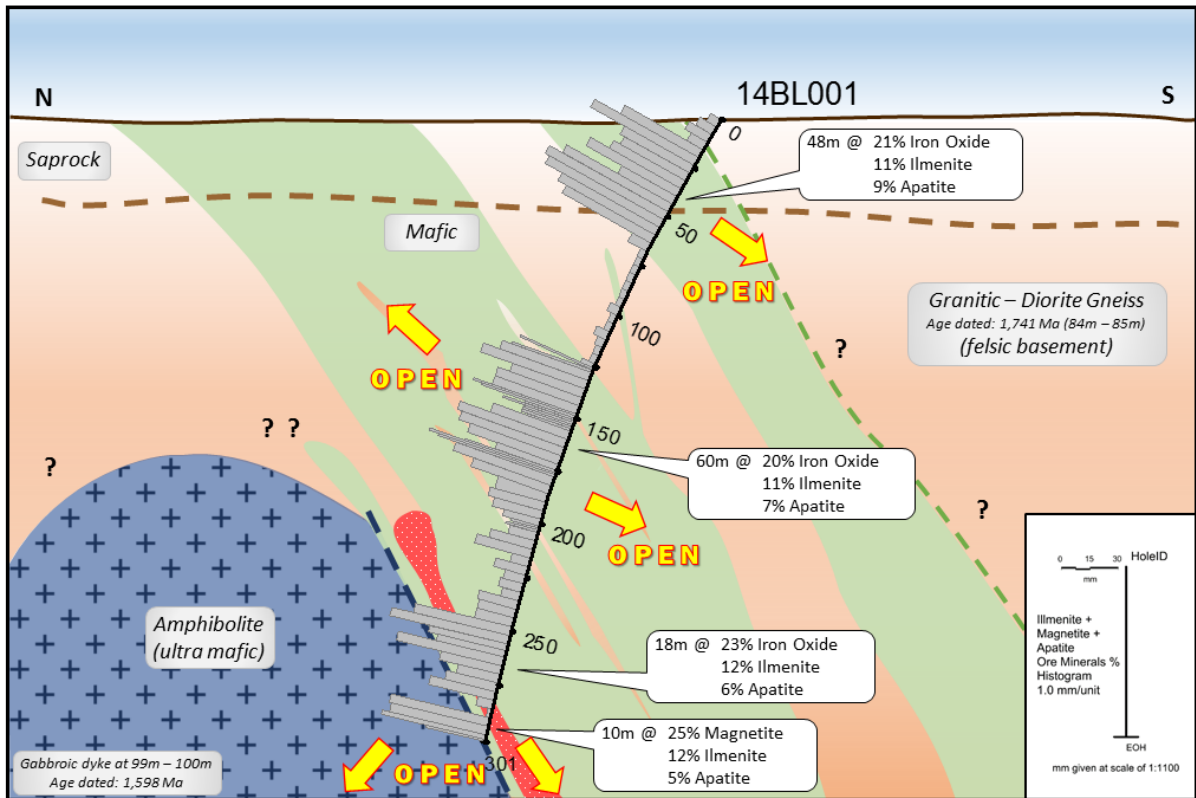 N
14BL001
S
0
Saprock
48m @ 21% Iron Oxide
11% Ilmenite
9% Apatite
Mafic
50
OPEN
Granitic – Diorite Gneiss
Age dated: 1,741 Ma (84m – 85m)
(felsic basement)
100
?
OPEN
? ?
150
?
60m @ 20% Iron Oxide
11% Ilmenite
7% Apatite
?
200
OPEN
0 15 30
mm
HoleID
Illmenite +
Magnetite +
Apatite
Ore Minerals %
Histogram
1.0 mm/unit
EOH
mm given at scale of 1:1100
Amphibolite
(ultra mafic)
250
18m @ 23% Iron Oxide
12% Ilmenite
6% Apatite
10m @ 25% Magnetite
12% Ilmenite
5% Apatite
Gabbroic dyke at 99m – 100m
Age dated: 1,598 Ma
OPEN
301